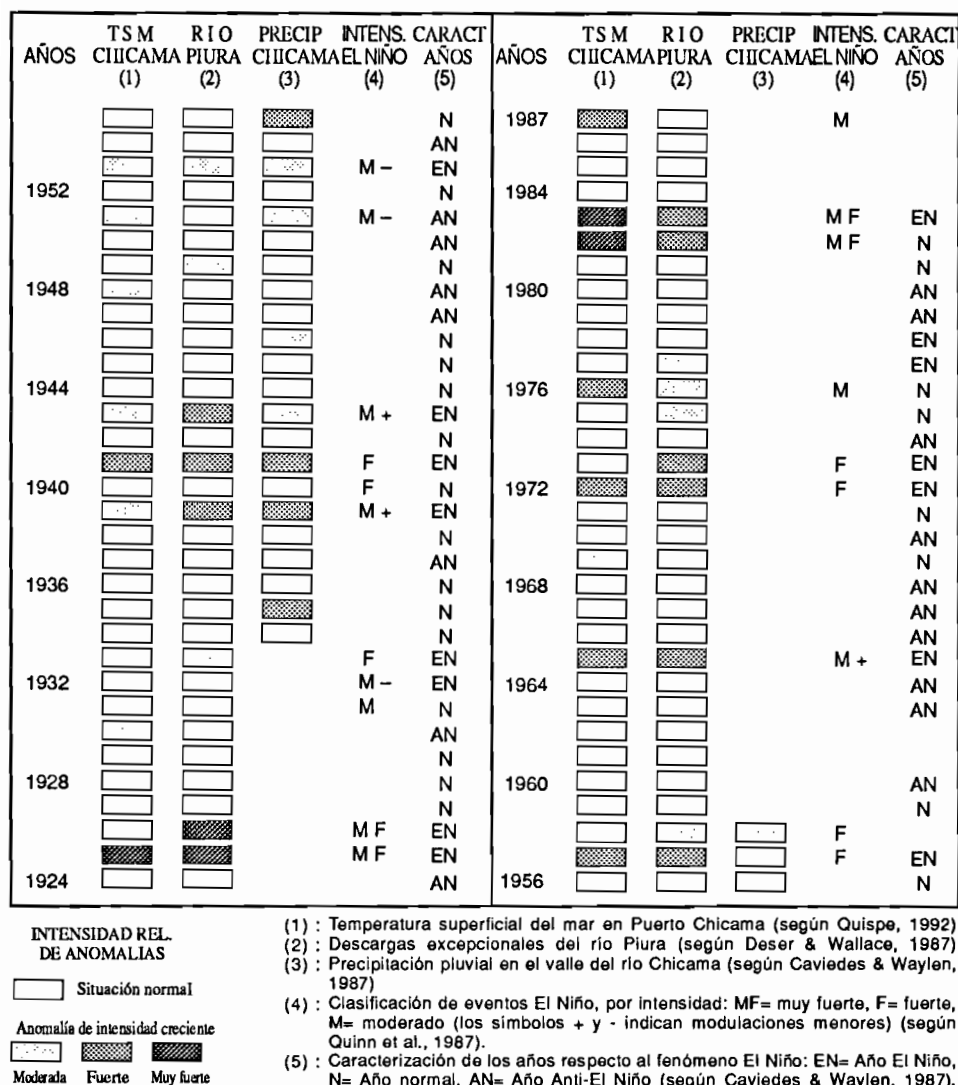 TSM RIO PRECIP INTENS. CARACT
AÑOS CHICAMA PIURA CHICAMA EL NIÑO AÑOS
(1) (2) (3) (4) (5)
N
AN
M – EN
1952 N
M – AN
AN
N
1948 AN
AN
N
N
1944 N
M + EN
N
F EN
1940 F N
M + EN
N
AN
1936 N
N
N
F EN
1932 M – EN
M N
AN
N
1928 N
N
M F EN
M F EN
1924 AN
TSM RIO PRECIP INTENS. CARACT
AÑOS CHICAMA PIURA CHICAMA EL NIÑO AÑOS
(1) (2) (3) (4) (5)
1987 M
1984
M F EN
M F N
N
1980 AN
AN
EN
EN
1976 M N
N
AN
F EN
1972 F EN
N
AN
N
1968 AN
AN
AN
M + EN
1964 AN
AN
1960 AN
N
F
F EN
1956 N
INTENSIDAD REL.
DE ANOMALIAS
Situación normal
Anomalía de intensidad creciente
Moderada Fuerte Muy fuerte
(1) : Temperatura superficial del mar en Puerto Chicama (según Quispe, 1992)
(2) : Descargas excepcionales del río Piura (según Deser & Wallace, 1987)
(3) : Precipitación pluvial en el valle del río Chicama (según Caviedes & Waylen,
1987)
(4) : Clasificación de eventos El Niño, por intensidad: MF= muy fuerte, F= fuerte,
M= moderado (los símbolos + y - indican modulaciones menores) (según
Quinn et al., 1987).
(5) : Caracterización de los años respecto al fenómeno El Niño: EN= Año El Niño,
N= Año normal, AN= Año Anti-El Niño (según Caviedes & Waylen, 1987).